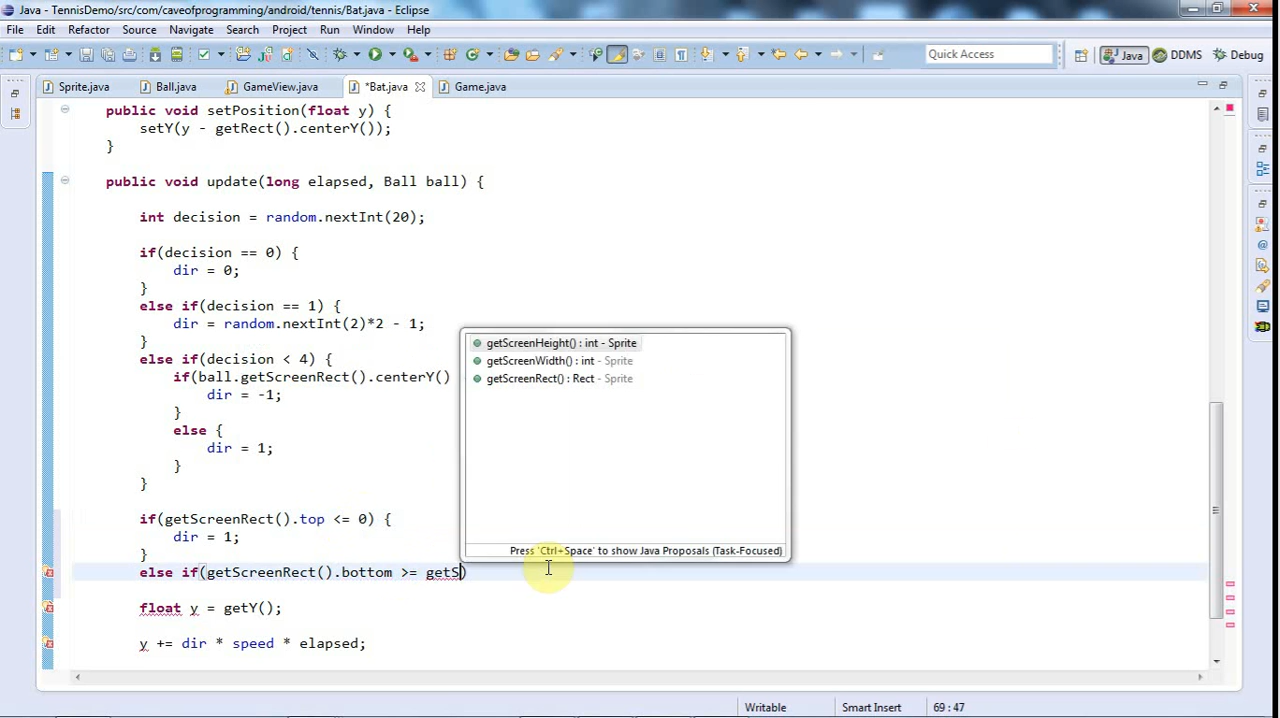 Java - TennisDemo/src/com/caveofprogramming/android/tennis/Bat.java - Eclipse
File Edit Refactor Source Navigate Search Project Run Window Help
Quick Access Java DDMS Debug
Sprite.java Ball.java GameView.java *Bat.java Game.java
public void setPosition(float y) {
setY(y - getRect().centerY());
}
public void update(long elapsed, Ball ball) {
int decision = random.nextInt(20);
if(decision == 0) {
dir = 0;
}
else if(decision == 1) {
dir = random.nextInt(2)*2 - 1;
}
else if(decision < 4) {
if(ball.getScreenRect().centerY()
dir = -1;
}
else {
dir = 1;
}
}
if(getScreenRect().top <= 0) {
dir = 1;
}
else if(getScreenRect().bottom >= getS)
float y = getY();
y += dir * speed * elapsed;
getScreenHeight() : int - Sprite
getScreenWidth() : int - Sprite
getScreenRect() : Rect - Sprite
Press 'Ctrl+Space' to show Java Proposals (Task-Focused)
Writable Smart Insert 69 : 47